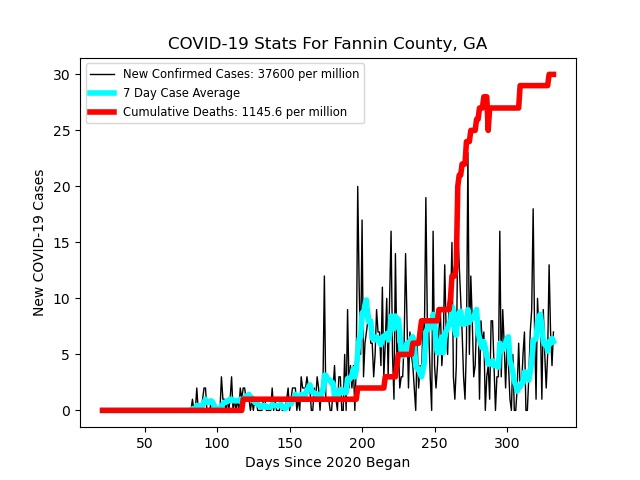 COVID-19 Stats For Fannin County, GA
New Confirmed Cases: 37600 per million
7 Day Case Average
Cumulative Deaths: 1145.6 per million
New COVID-19 Cases
30
25
20
15
10
5
0
50 100 150 200 250 300
Days Since 2020 Began